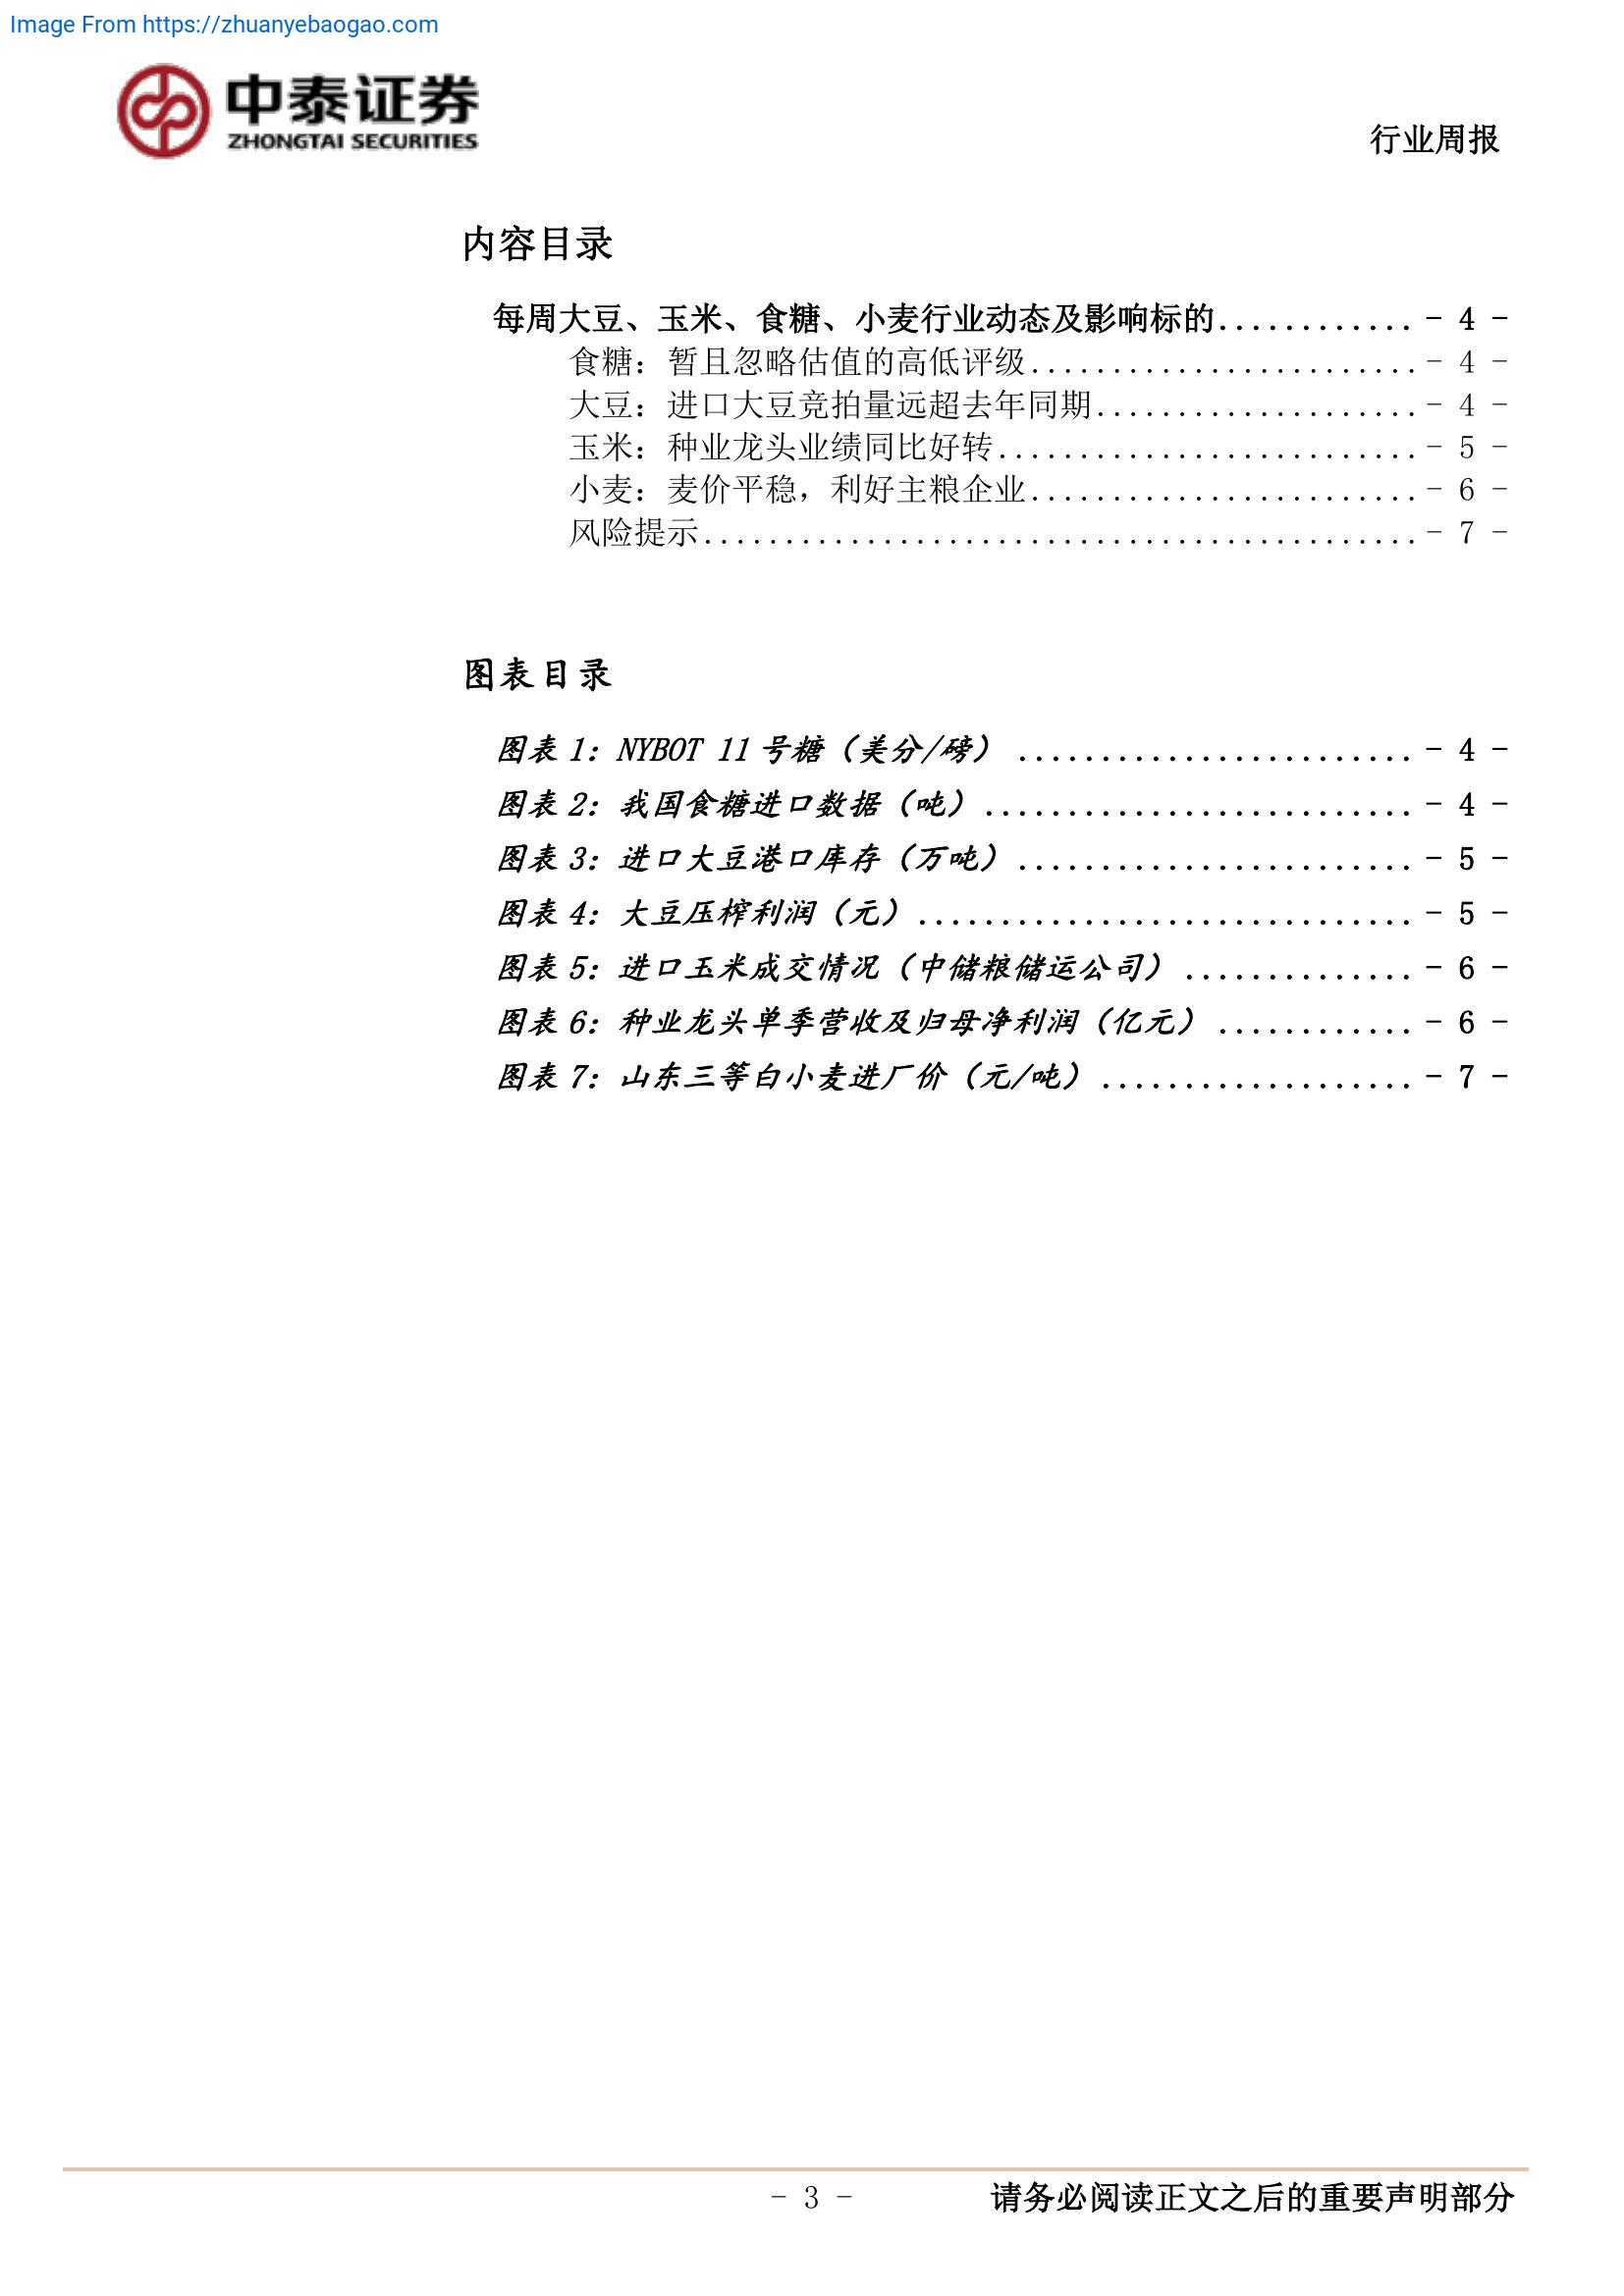 Image From https://zhuanyebaogao.com
中泰证券
ZHONGTAI SECURITIES
行业周报
内容目录
每周大豆、玉米、食糖、小麦行业动态及影响标的............ - 4 -
食糖：暂且忽略估值的高低评级........................ - 4 -
大豆：进口大豆竞拍量远超去年同期.................... - 4 -
玉米：种业龙头业绩同比好转.......................... - 5 -
小麦：麦价平稳，利好主粮企业........................ - 6 -
风险提示............................................ - 7 -
图表目录
图表 1：NYBOT 11 号糖（美分/磅） ........................ - 4 -
图表 2：我国食糖进口数据（吨） .......................... - 4 -
图表 3：进口大豆港口库存（万吨） ........................ - 5 -
图表 4：大豆压榨利润（元） .............................. - 5 -
图表 5：进口玉米成交情况（中储粮储运公司） .............. - 6 -
图表 6：种业龙头单季营收及归母净利润（亿元） ............ - 6 -
图表 7：山东三等白小麦进厂价（元/吨） ................... - 7 -
- 3 -
请务必阅读正文之后的重要声明部分